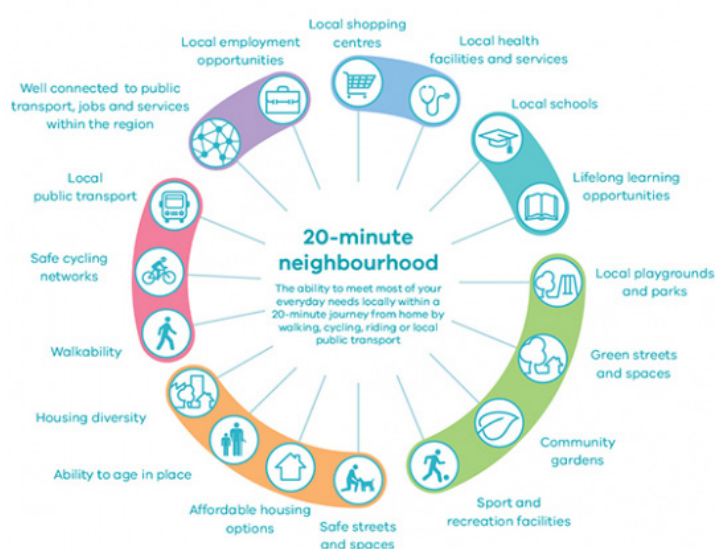 Local shopping
centres
Local health
facilities and services
Local schools
Lifelong learning
opportunities
Local playgrounds
and parks
Green streets
and spaces
Community
gardens
Sport and
recreation facilities
Safe streets
and spaces
Affordable housing
options
Ability to age in place
Housing diversity
Walkability
Safe cycling
networks
Local
public transport
Well connected to public
transport, jobs and services
within the region
Local employment
opportunities
20-minute
neighbourhood
The ability to meet most of your
everyday needs locally within a
20-minute journey from home by
walking, cycling, riding or local
public transport